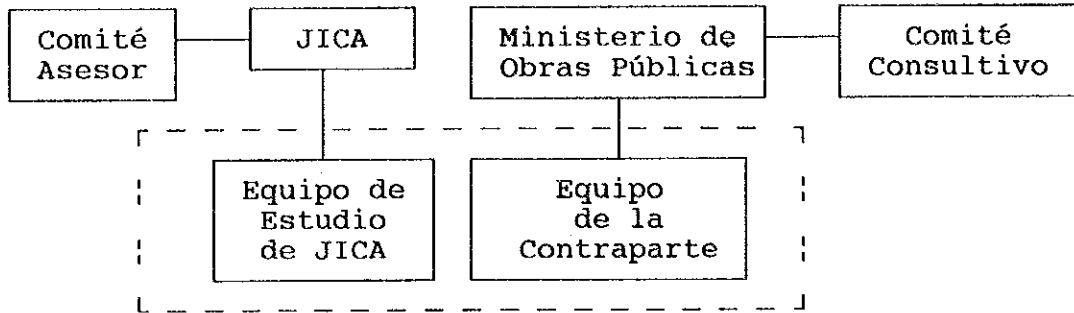 Comité
Asesor
JICA
Ministerio de
Obras Públicas
Comité
Consultivo
Equipo de
Estudio
de JICA
Equipo
de la
Contraparte